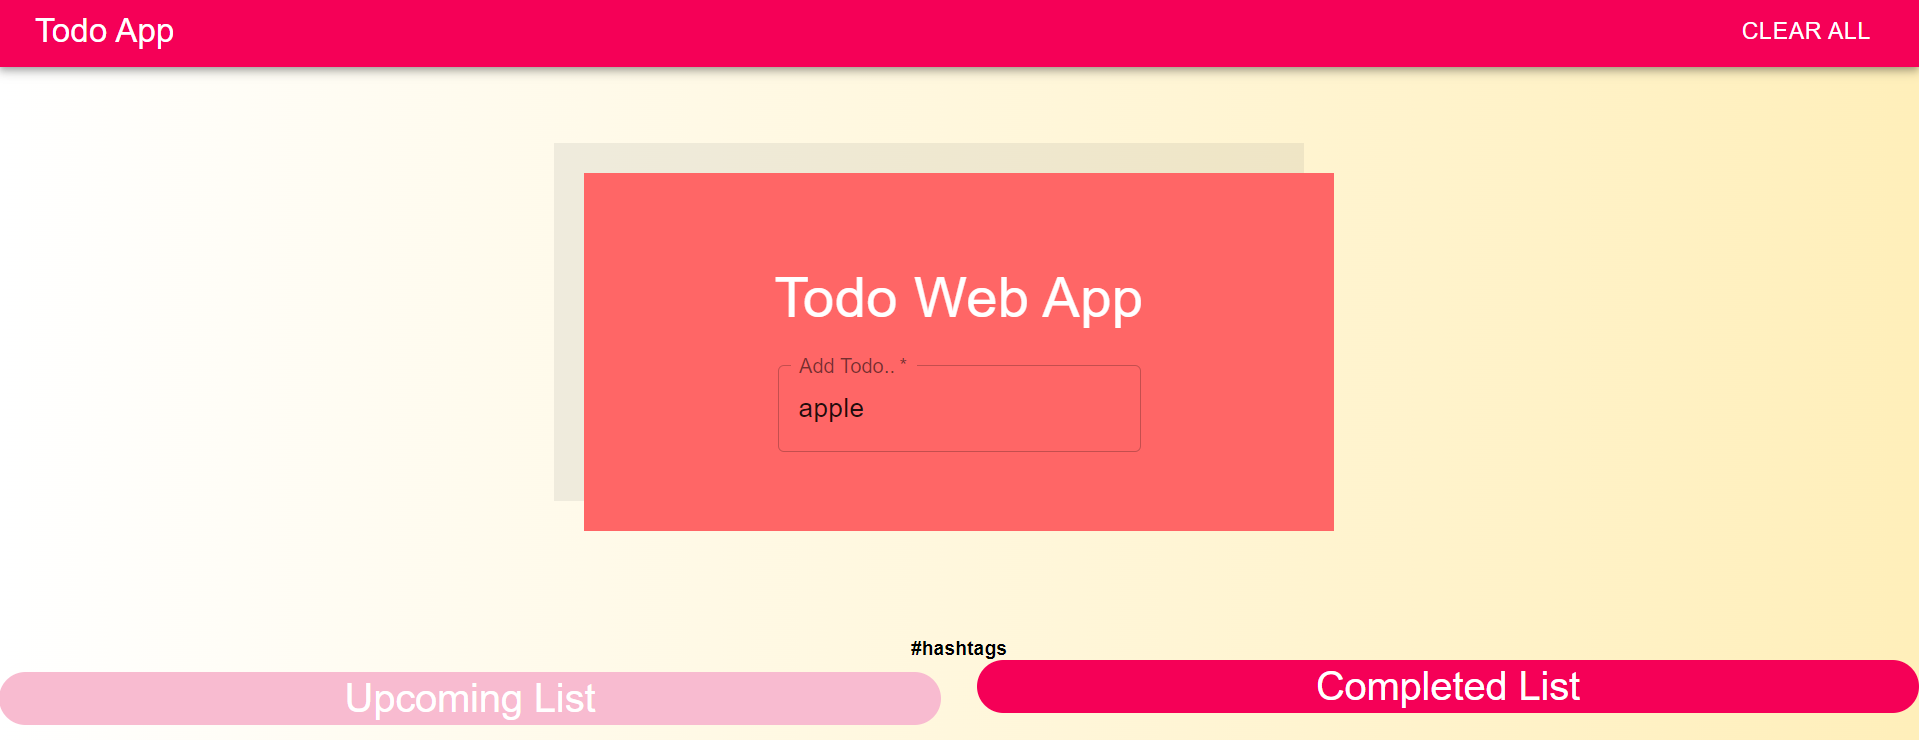 Todo App
CLEAR ALL
Todo Web App
Add Todo.. *
apple
#hashtags
Upcoming List
Completed List